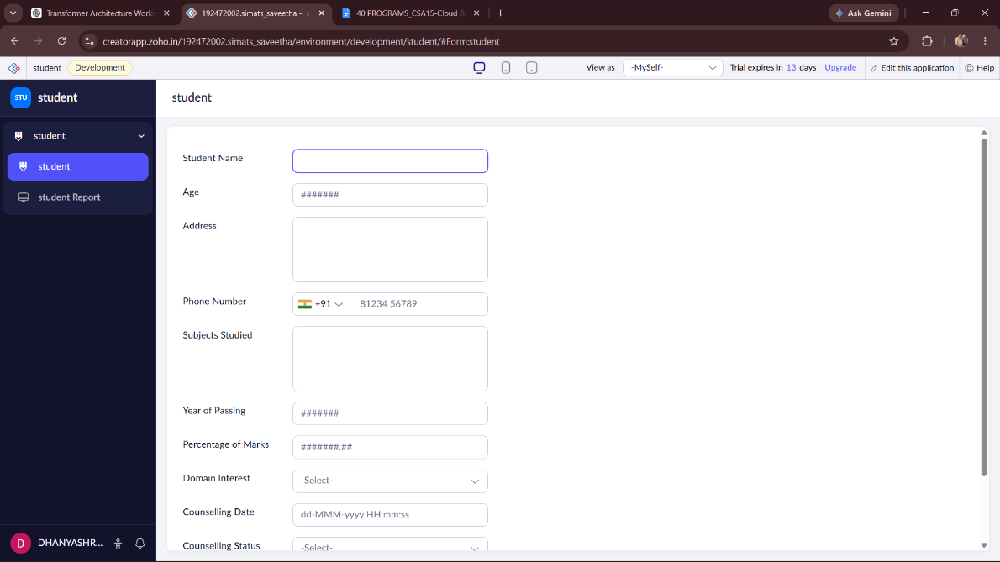 Transformer Architecture Works
192472002.simats_saveetha - s
40 PROGRAMS_CSA15-Cloud &
Ask Gemini
creatorapp.zoho.in/192472002.simats_saveetha/environment/development/student/#Form:student
student
Development
View as
-MySelf-
Trial expires in 13 days
Upgrade
Edit this application
Help
STU
student
student
student
student
student Report
Student Name
Age
#######
Address
Phone Number
+91
81234 56789
Subjects Studied
Year of Passing
#######
Percentage of Marks
#######.##
Domain Interest
-Select-
Counselling Date
dd-MMM-yyyy HH:mm:ss
Counselling Status
-Select-
D
DHANYASHR...